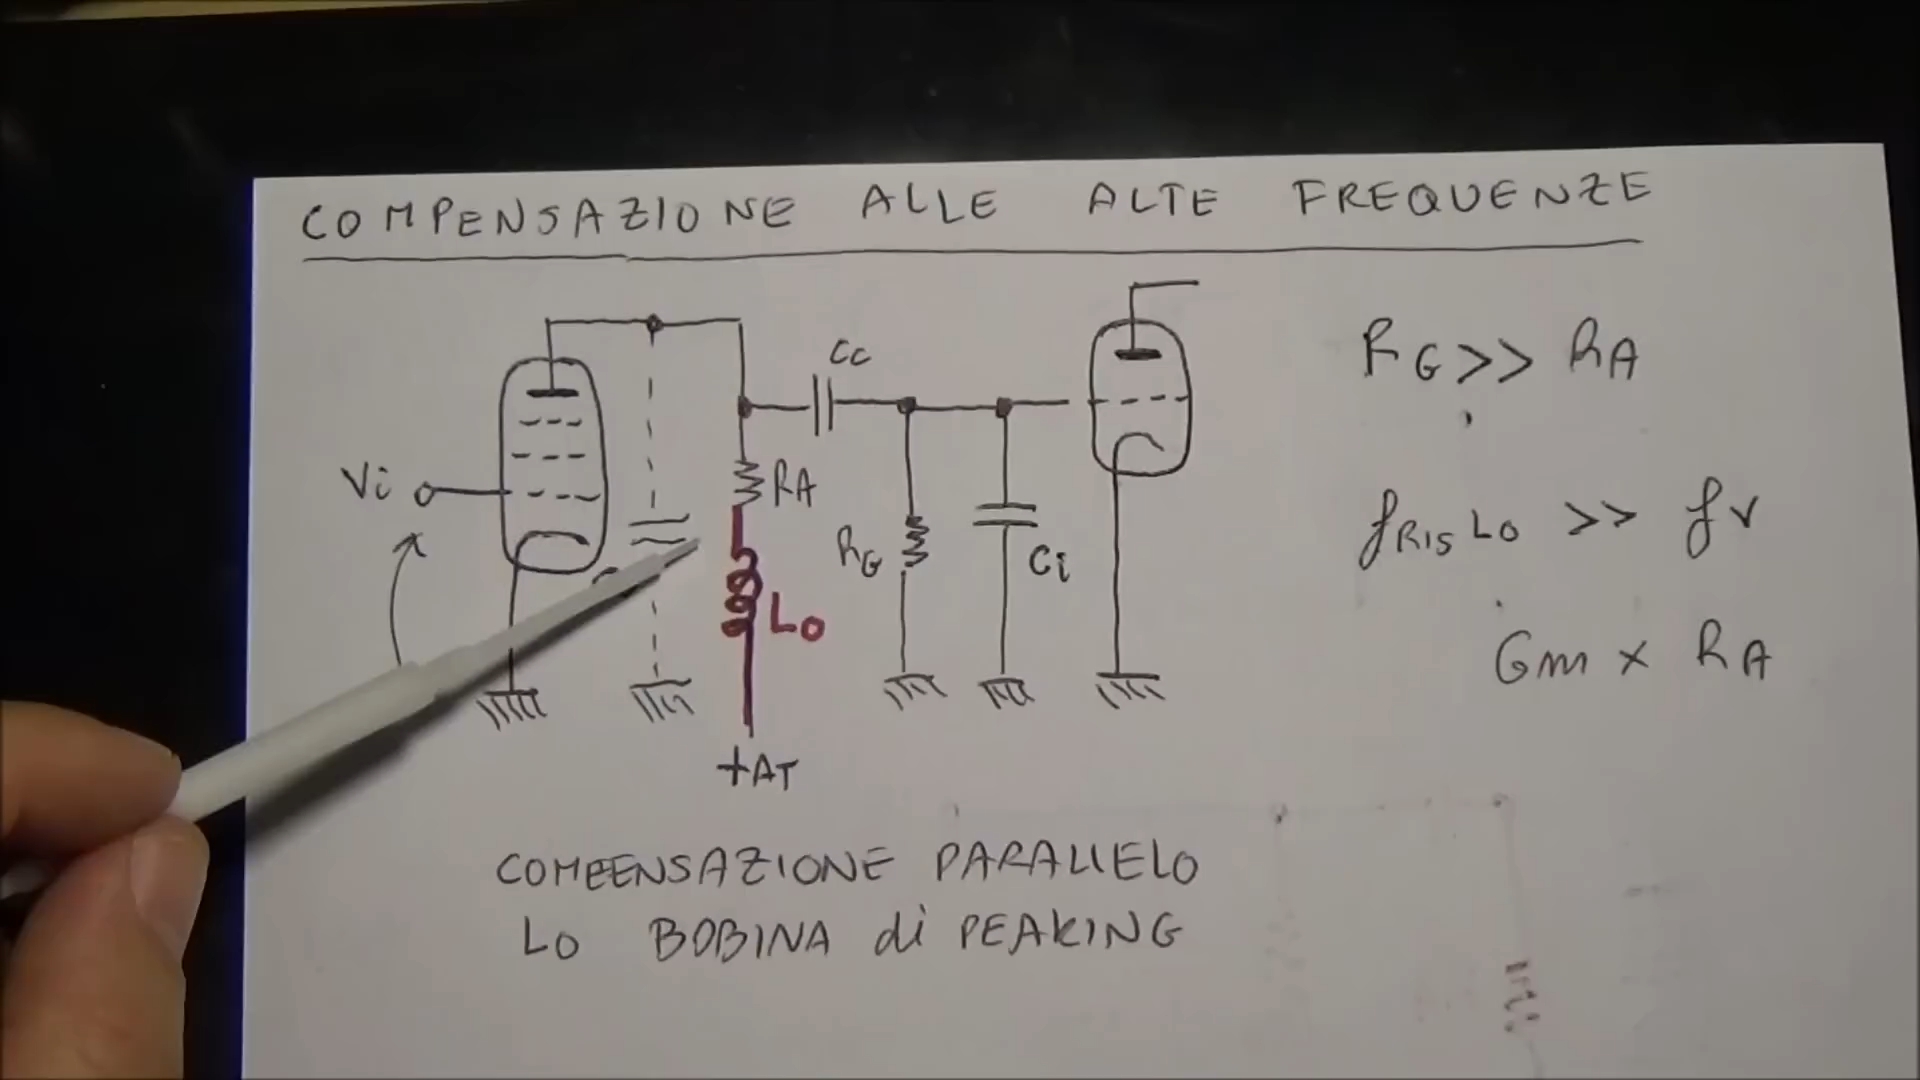 COMPENSAZIONE ALLE ALTE FREQUENZE
Cc
RG >> RA
Vi
RA
RG
Ci
fRIS LO >> fv
LO
Gm x RA
+AT
COMPENSAZIONE PARALLELO
LO BOBINA di PEAKING